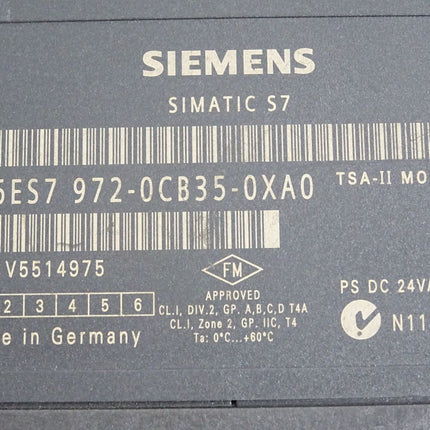 SIEMENS
SIMATIC S7
6ES7 972-0CB35-0XA0 TSA-II MO
V5514975
FM
2 3 4 5 6
APPROVED
CL.I, DIV.2, GP. A,B,C,D T4A
CL.I, Zone 2, GP. IIC, T4
Ta: 0°C...+60°C
PS DC 24V
e in Germany
N11